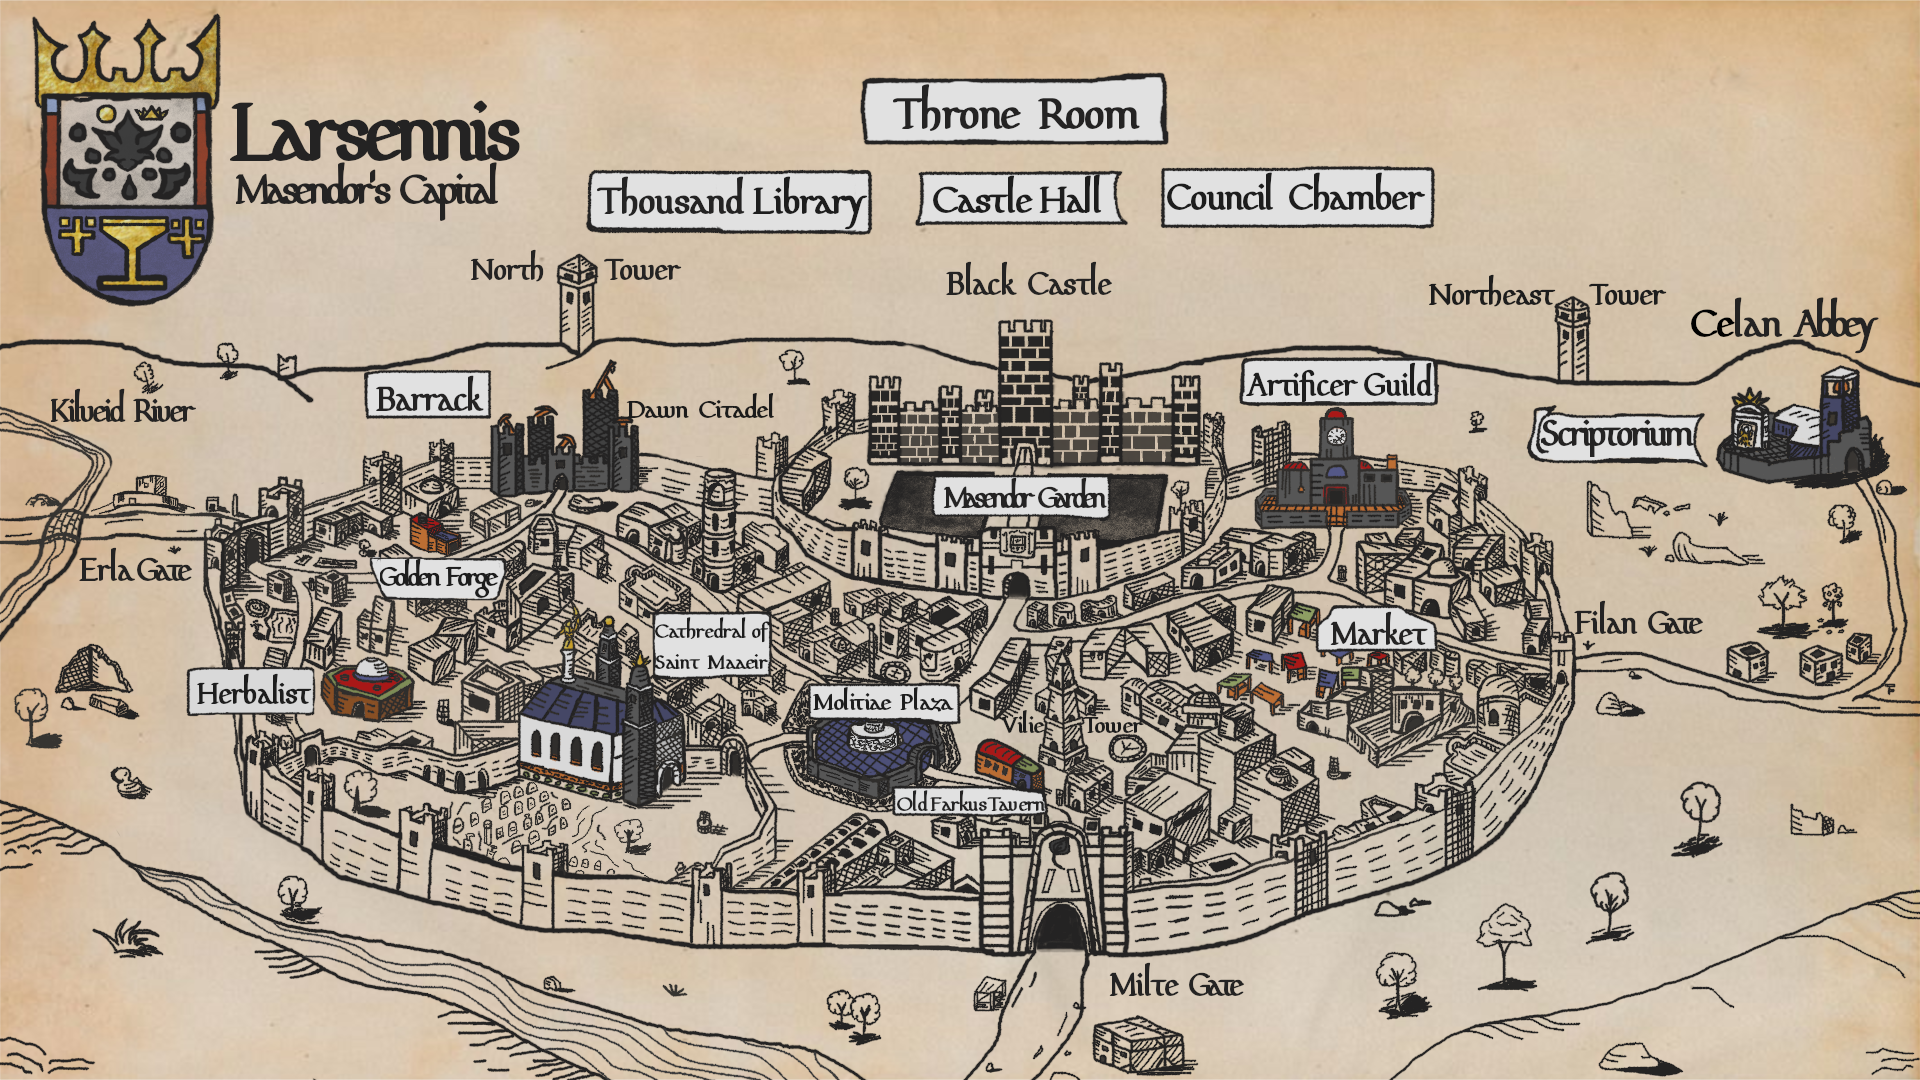 Larsennis
Masendor's Capital
Throne Room
Thousand Library
Castle Hall
Council Chamber
North Tower
Black Castle
Northeast Tower
Celan Abbey
Kilveid River
Barrack
Dawn Citadel
Artificer Guild
Scriptorium
Masendor Garden
Erla Gate
Golden Forge
Cathredral of
Saint Maaeir
Market
Filan Gate
Herbalist
Molitiae Plaza
Vilie Tower
Old Farkus Tavern
Milte Gate